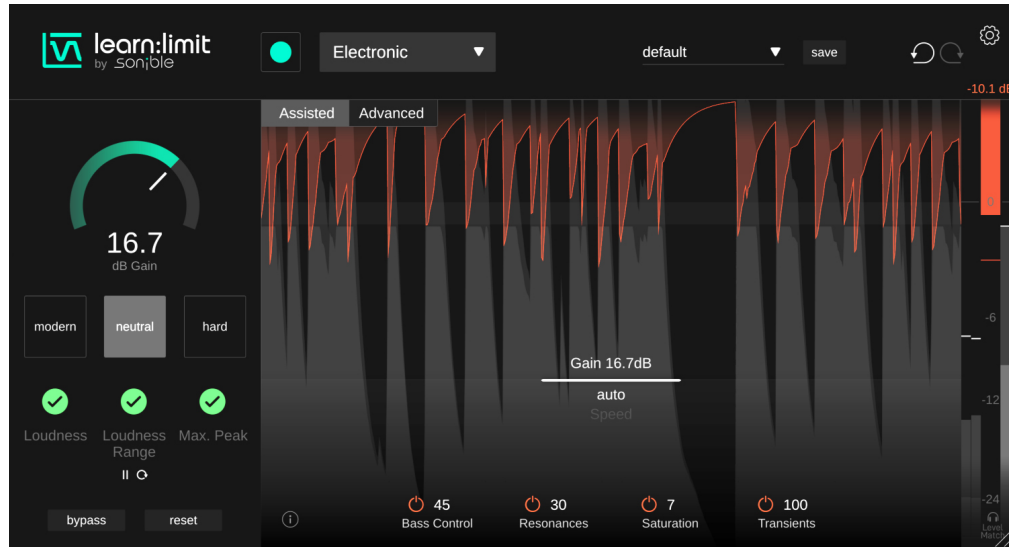 learn:limit
by sonible
Electronic
default
save
-10.1 dB
Assisted
Advanced
16.7
dB Gain
0
modern
neutral
hard
-6
Gain 16.7dB
auto
Speed
-12
Loudness
Loudness
Range
Max. Peak
-24
45
Bass Control
30
Resonances
7
Saturation
100
Transients
bypass
reset
Level
Match